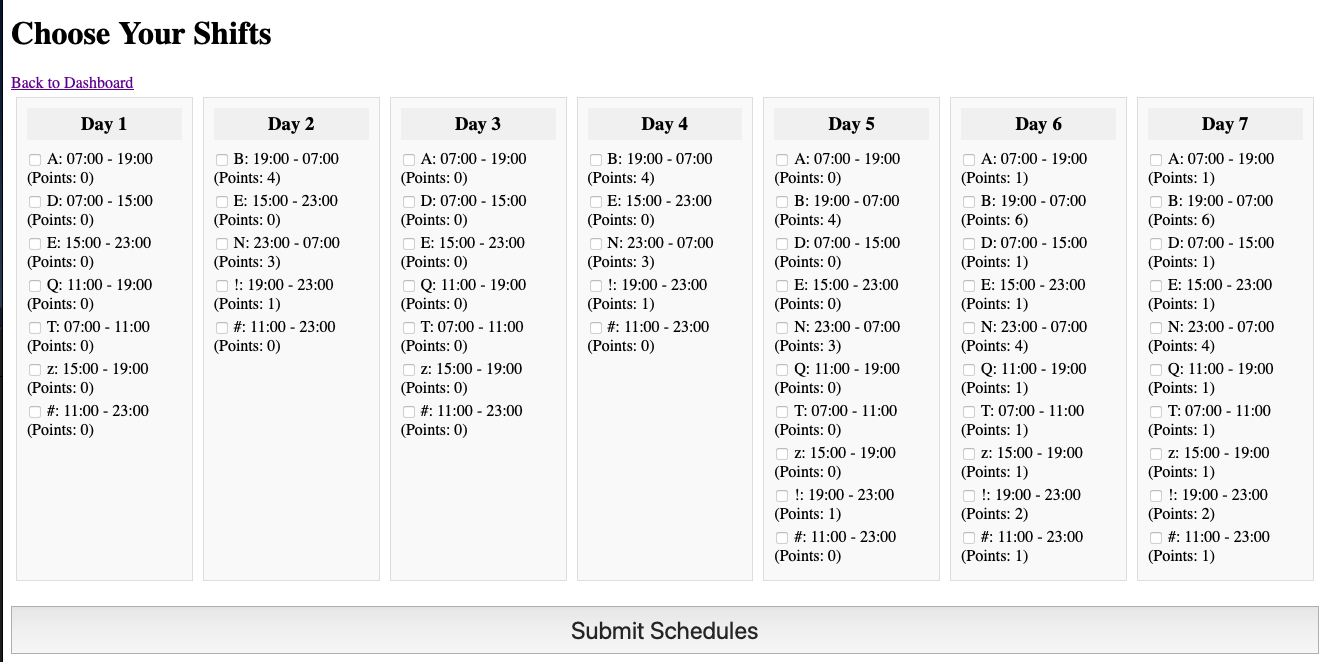 Choose Your Shifts
Back to Dashboard
Day 1
A: 07:00 - 19:00
(Points: 0)
D: 07:00 - 15:00
(Points: 0)
E: 15:00 - 23:00
(Points: 0)
Q: 11:00 - 19:00
(Points: 0)
T: 07:00 - 11:00
(Points: 0)
z: 15:00 - 19:00
(Points: 0)
#: 11:00 - 23:00
(Points: 0)
Day 2
B: 19:00 - 07:00
(Points: 4)
E: 15:00 - 23:00
(Points: 0)
N: 23:00 - 07:00
(Points: 3)
!: 19:00 - 23:00
(Points: 1)
#: 11:00 - 23:00
(Points: 0)
Day 3
A: 07:00 - 19:00
(Points: 0)
D: 07:00 - 15:00
(Points: 0)
E: 15:00 - 23:00
(Points: 0)
Q: 11:00 - 19:00
(Points: 0)
T: 07:00 - 11:00
(Points: 0)
z: 15:00 - 19:00
(Points: 0)
#: 11:00 - 23:00
(Points: 0)
Day 4
B: 19:00 - 07:00
(Points: 4)
E: 15:00 - 23:00
(Points: 0)
N: 23:00 - 07:00
(Points: 3)
!: 19:00 - 23:00
(Points: 1)
#: 11:00 - 23:00
(Points: 0)
Day 5
A: 07:00 - 19:00
(Points: 0)
B: 19:00 - 07:00
(Points: 4)
D: 07:00 - 15:00
(Points: 0)
E: 15:00 - 23:00
(Points: 0)
N: 23:00 - 07:00
(Points: 3)
Q: 11:00 - 19:00
(Points: 0)
T: 07:00 - 11:00
(Points: 0)
z: 15:00 - 19:00
(Points: 0)
!: 19:00 - 23:00
(Points: 1)
#: 11:00 - 23:00
(Points: 0)
Day 6
A: 07:00 - 19:00
(Points: 1)
B: 19:00 - 07:00
(Points: 6)
D: 07:00 - 15:00
(Points: 1)
E: 15:00 - 23:00
(Points: 1)
N: 23:00 - 07:00
(Points: 4)
Q: 11:00 - 19:00
(Points: 1)
T: 07:00 - 11:00
(Points: 1)
z: 15:00 - 19:00
(Points: 1)
!: 19:00 - 23:00
(Points: 2)
#: 11:00 - 23:00
(Points: 1)
Day 7
A: 07:00 - 19:00
(Points: 1)
B: 19:00 - 07:00
(Points: 6)
D: 07:00 - 15:00
(Points: 1)
E: 15:00 - 23:00
(Points: 1)
N: 23:00 - 07:00
(Points: 4)
Q: 11:00 - 19:00
(Points: 1)
T: 07:00 - 11:00
(Points: 1)
z: 15:00 - 19:00
(Points: 1)
!: 19:00 - 23:00
(Points: 2)
#: 11:00 - 23:00
(Points: 1)
Submit Schedules